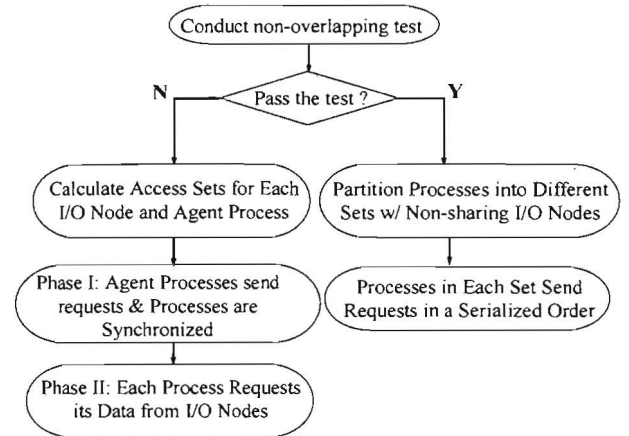 Conduct non-overlapping test
N
Pass the test ?
Y
Calculate Access Sets for Each
I/O Node and Agent Process
Partition Processes into Different
Sets w/ Non-sharing I/O Nodes
Phase I: Agent Processes send
requests & Processes are
Synchronized
Processes in Each Set Send
Requests in a Serialized Order
Phase II: Each Process Requests
its Data from I/O Nodes